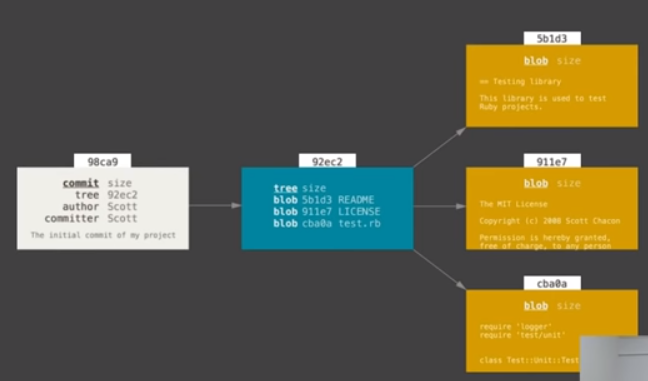 98ca9
commit size
tree 92ec2
author Scott
committer Scott
The initial commit of my project
92ec2
tree size
blob 5b1d3 README
blob 911e7 LICENSE
blob cba0a test.rb
5b1d3
blob size
== Testing library
This library is used to test
Ruby projects.
911e7
blob size
The MIT License
Copyright (c) 2008 Scott Chacon
Permission is hereby granted,
free of charge, to any person
cba0a
blob size
require 'logger'
require 'test/unit'
class Test::Unit::Test